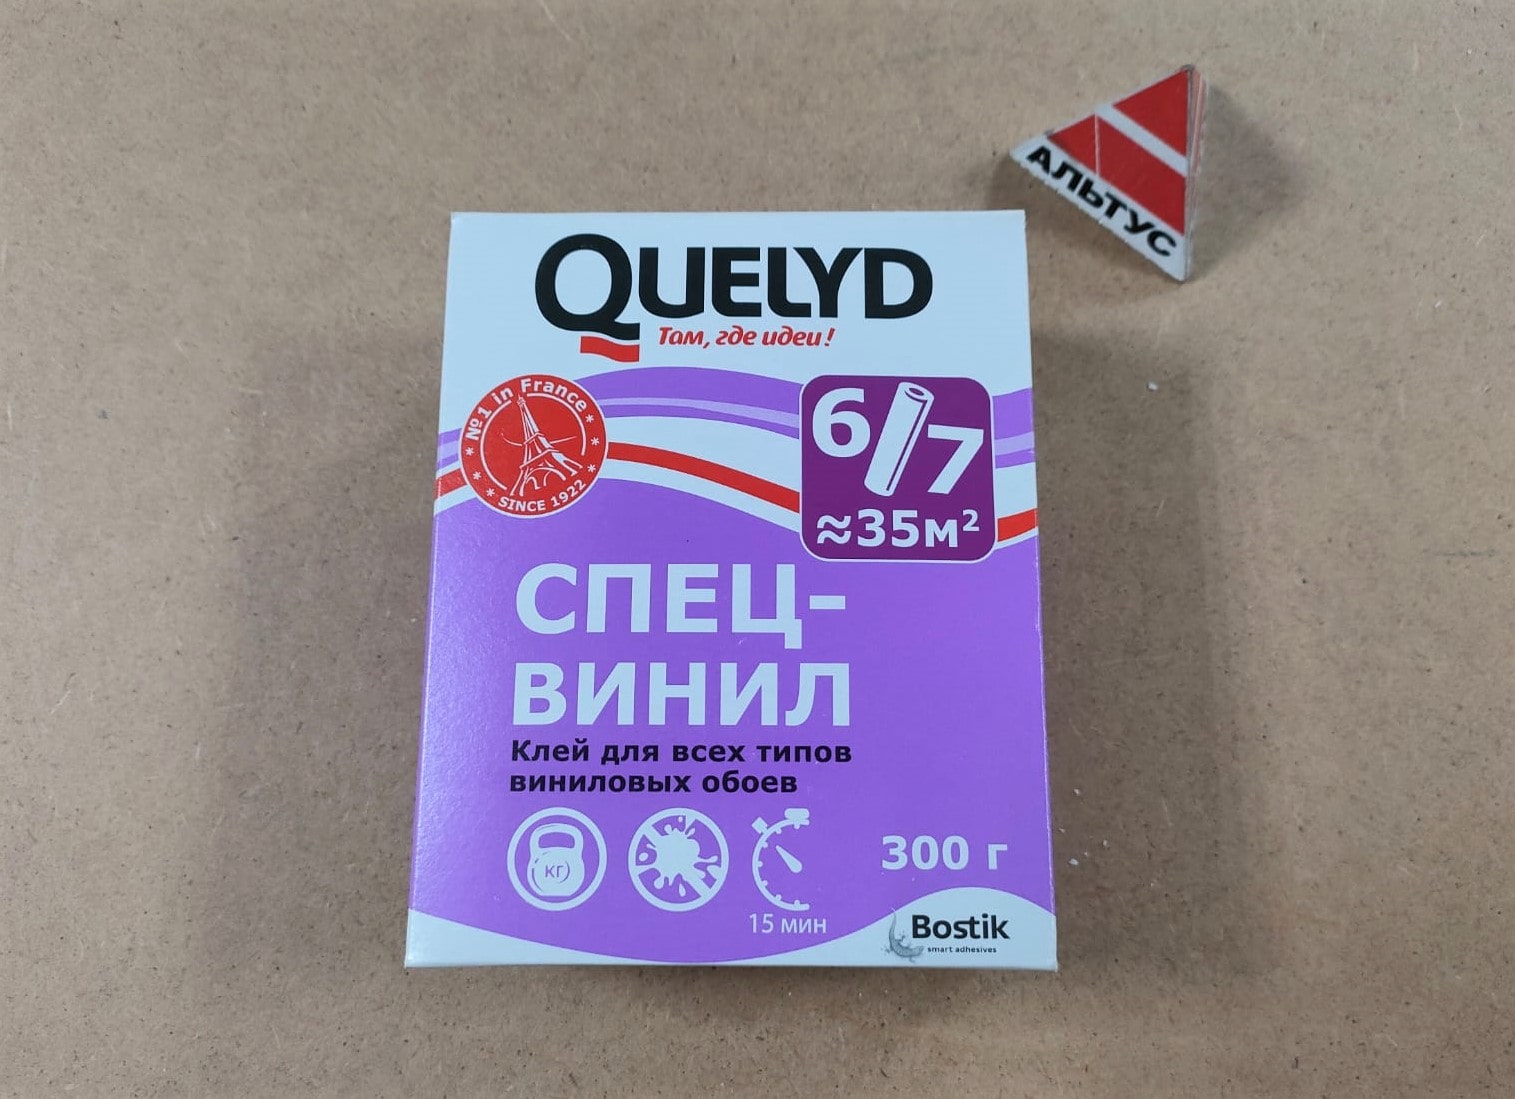 АЛЬТУС
QUELYD
Там, где идеи!
№1 in France
SINCE 1922
6/7
≈35м²
СПЕЦ-
ВИНИЛ
Клей для всех типов
виниловых обоев
кг
15 мин
300 г
Bostik
smart adhesives